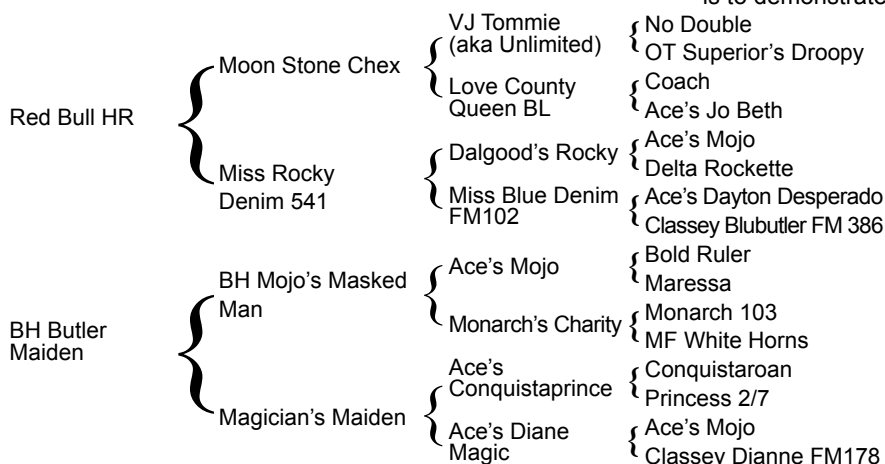 is to demonstrate
Red Bull HR
Moon Stone Chex
VJ Tommie
(aka Unlimited)
No Double
OT Superior's Droopy
Love County
Queen BL
Coach
Ace's Jo Beth
Miss Rocky
Denim 541
Dalgood's Rocky
Ace's Mojo
Delta Rockette
Miss Blue Denim
FM102
Ace's Dayton Desperado
Classey Blubutler FM 386
BH Butler
Maiden
BH Mojo's Masked
Man
Ace's Mojo
Bold Ruler
Maressa
Monarch's Charity
Monarch 103
MF White Horns
Magician's Maiden
Ace's
Conquistaprince
Conquistaroan
Princess 2/7
Ace's Diane
Magic
Ace's Mojo
Classey Dianne FM178